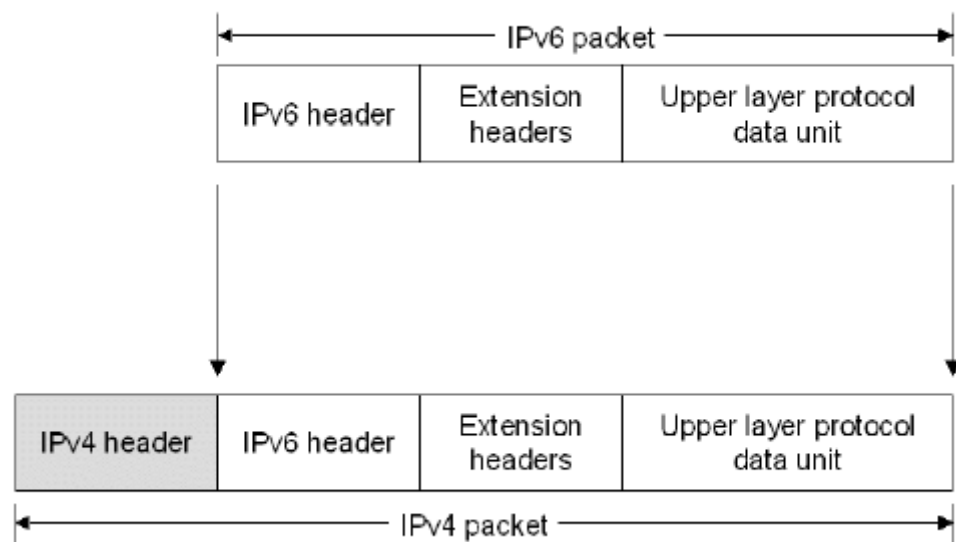 IPv6 packet
IPv6 header
Extension
headers
Upper layer protocol
data unit
IPv4 header
IPv6 header
Extension
headers
Upper layer protocol
data unit
IPv4 packet